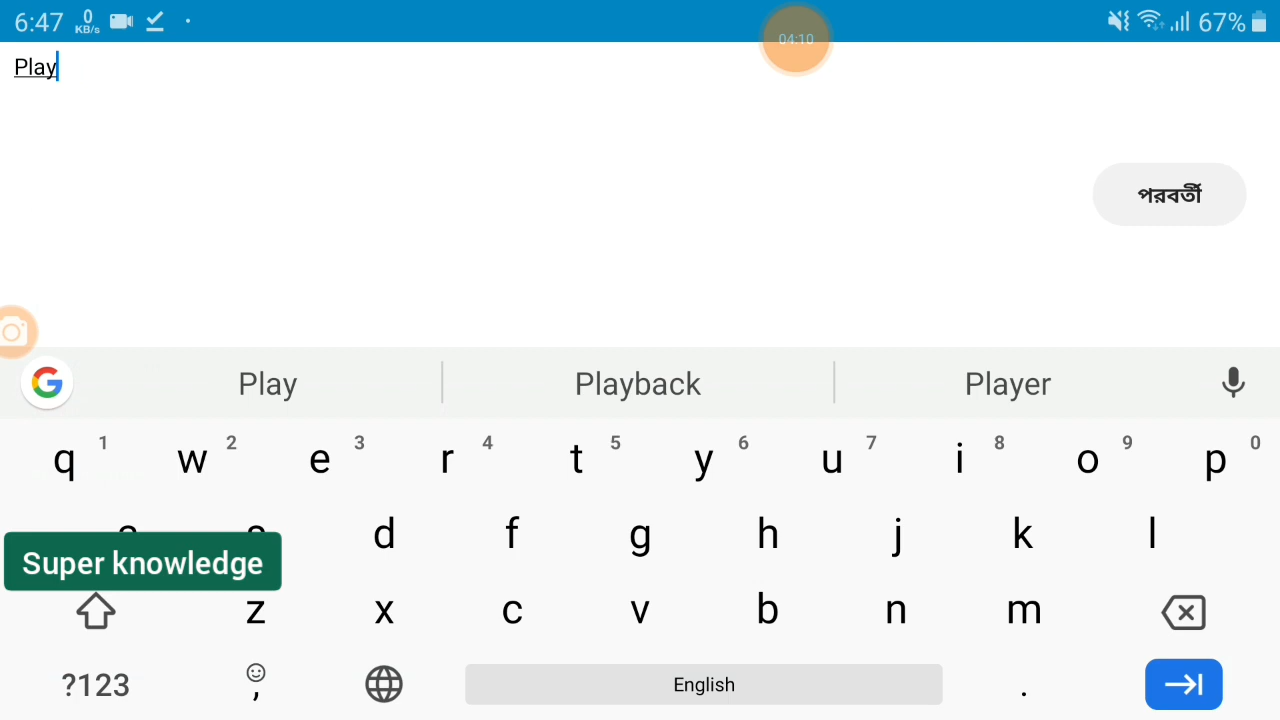 6:47 0 KB/s 04:10 67%
Play
পরবর্তী
Play Playback Player
q 1 w 2 e 3 r 4 t 5 y 6 u 7 i 8 o 9 p 0
d f g h j k l
Super knowledge
z x c v b n m
?123 , English .